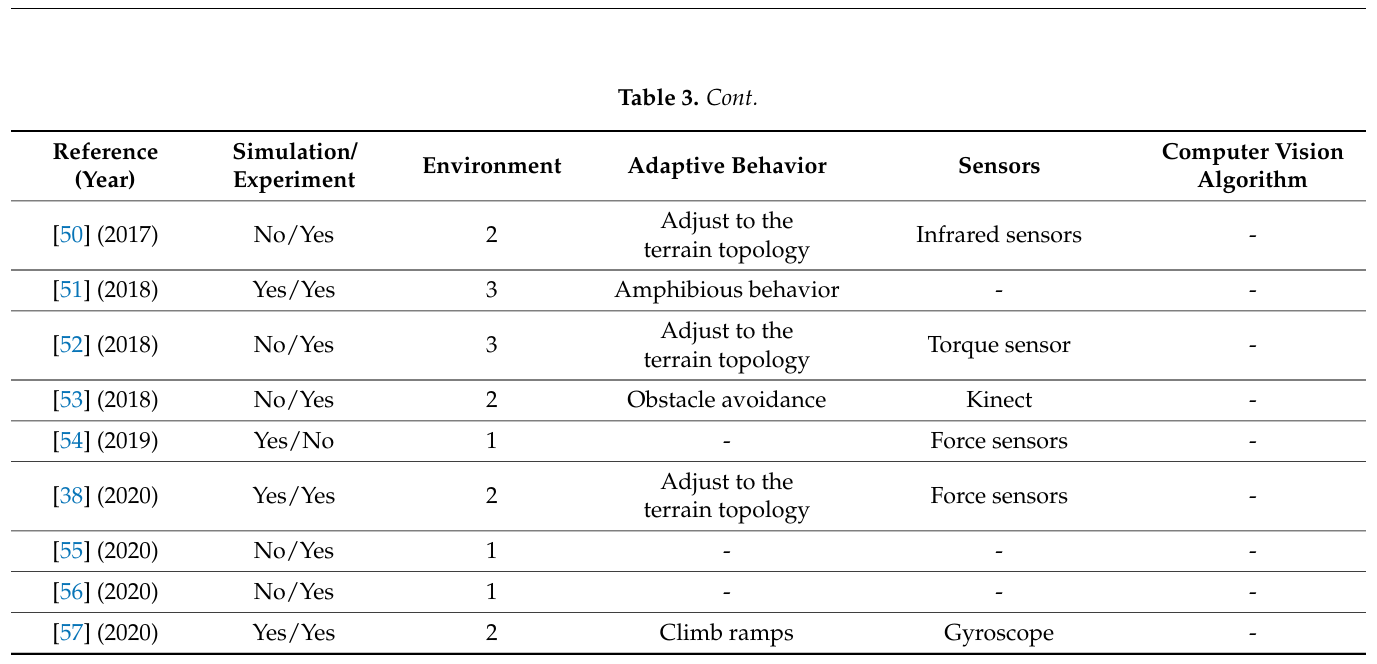 Table 3. Cont.
Reference (Year) Simulation/ Experiment Environment Adaptive Behavior Sensors Computer Vision Algorithm
[50] (2017) No/Yes 2 Adjust to the terrain topology Infrared sensors -
[51] (2018) Yes/Yes 3 Amphibious behavior - -
[52] (2018) No/Yes 3 Adjust to the terrain topology Torque sensor -
[53] (2018) No/Yes 2 Obstacle avoidance Kinect -
[54] (2019) Yes/No 1 - Force sensors -
[38] (2020) Yes/Yes 2 Adjust to the terrain topology Force sensors -
[55] (2020) No/Yes 1 - - -
[56] (2020) No/Yes 1 - - -
[57] (2020) Yes/Yes 2 Climb ramps Gyroscope -